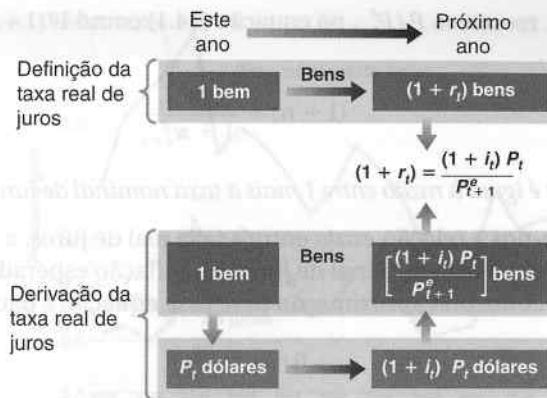 Este ano
Próximo ano
Definição da taxa real de juros
1 bem
Bens
(1 + r_t) bens
(1 + r_t) = (1 + i_t) P_t / P^e_{t+1}
Derivação da taxa real de juros
1 bem
Bens
[(1 + i_t) P_t / P^e_{t+1}] bens
P_t dólares
(1 + i_t) P_t dólares